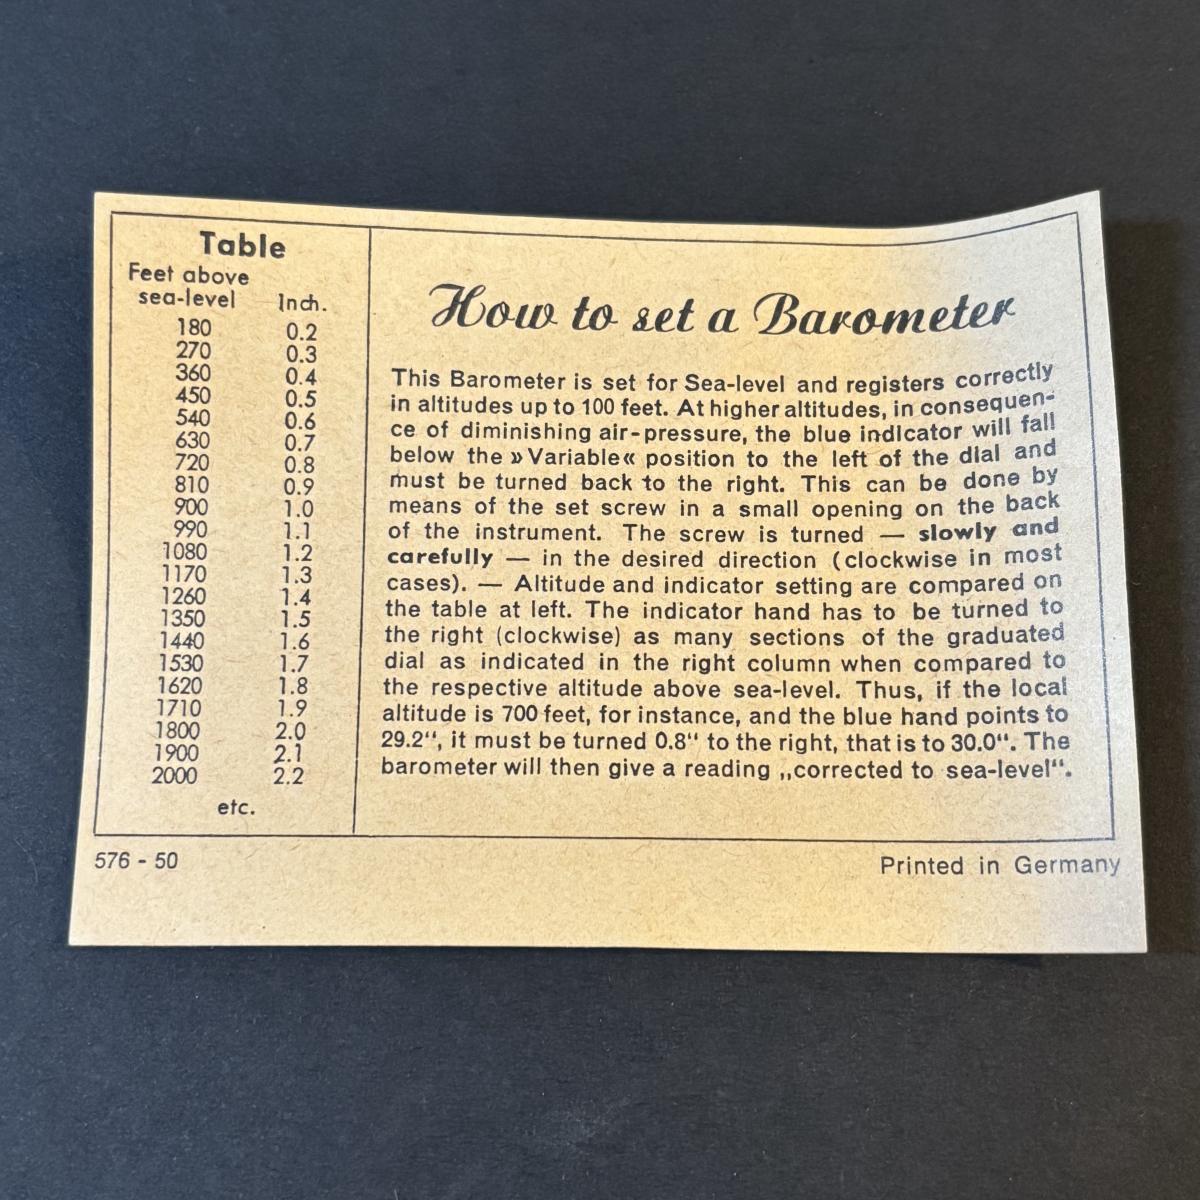 Table
Feet above
sea-level Inch.
180 0.2
270 0.3
360 0.4
450 0.5
540 0.6
630 0.7
720 0.8
810 0.9
900 1.0
990 1.1
1080 1.2
1170 1.3
1260 1.4
1350 1.5
1440 1.6
1530 1.7
1620 1.8
1710 1.9
1800 2.0
1900 2.1
2000 2.2
etc.
How to set a Barometer
This Barometer is set for Sea-level and registers correctly
in altitudes up to 100 feet. At higher altitudes, in consequen-
ce of diminishing air-pressure, the blue indicator will fall
below the »Variable« position to the left of the dial and
must be turned back to the right. This can be done by
means of the set screw in a small opening on the back
of the instrument. The screw is turned — slowly and
carefully — in the desired direction (clockwise in most
cases). — Altitude and indicator setting are compared on
the table at left. The indicator hand has to be turned to
the right (clockwise) as many sections of the graduated
dial as indicated in the right column when compared to
the respective altitude above sea-level. Thus, if the local
altitude is 700 feet, for instance, and the blue hand points to
29.2“, it must be turned 0.8“ to the right, that is to 30.0“. The
barometer will then give a reading „corrected to sea-level“.
576 - 50
Printed in Germany